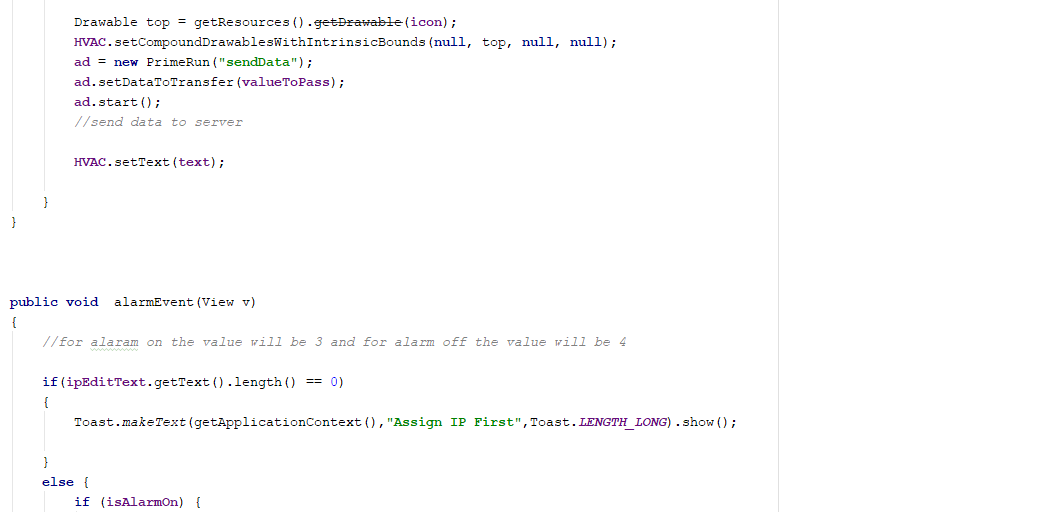 Drawable top = getResources().getDrawable(icon);
HVAC.setCompoundDrawablesWithIntrinsicBounds(null, top, null, null);
ad = new PrimeRun("sendData");
ad.setDataToTransfer(valueToPass);
ad.start();
//send data to server
HVAC.setText(text);
}
}
public void  alarmEvent(View v)
{
//for alaram on the value will be 3 and for alarm off the value will be 4
if(ipEditText.getText().length() == 0)
{
Toast.makeText(getApplicationContext(),"Assign IP First",Toast.LENGTH_LONG).show();
}
else {
if (isAlarmOn) {